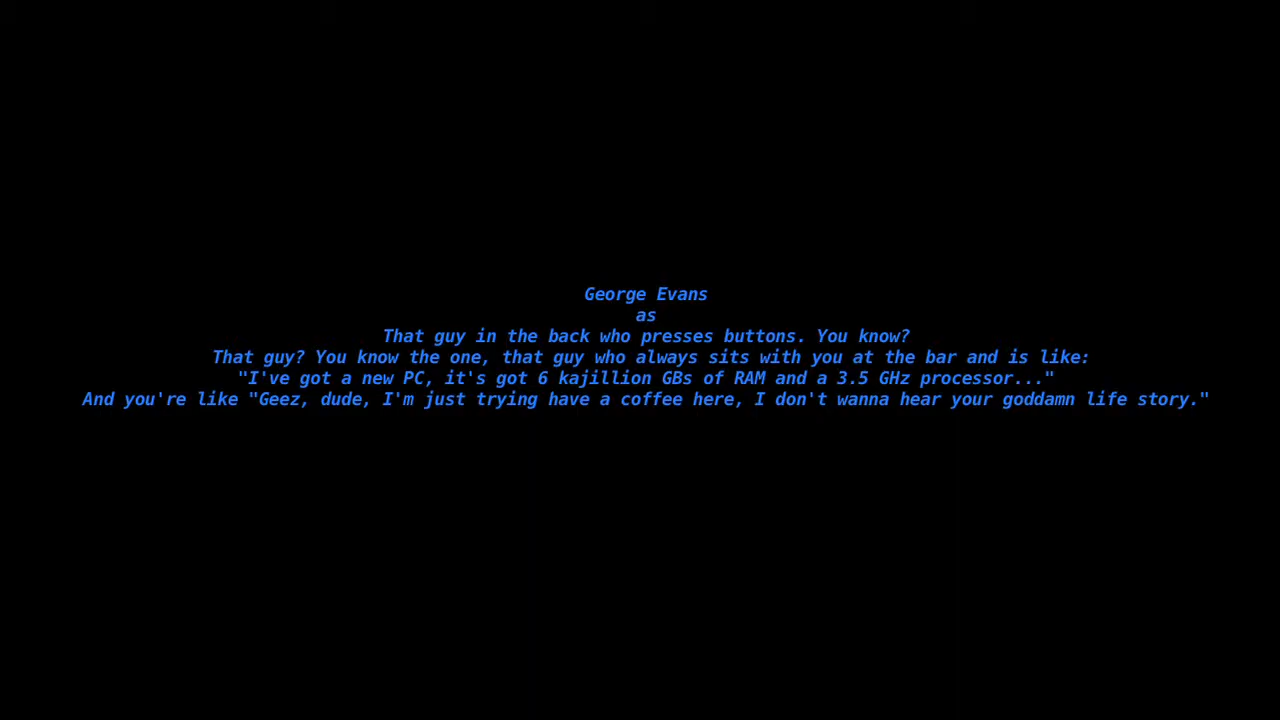 George Evans
as
That guy in the back who presses buttons. You know?
That guy? You know the one, that guy who always sits with you at the bar and is like:
"I've got a new PC, it's got 6 kajillion GBs of RAM and a 3.5 GHz processor..."
And you're like "Geez, dude, I'm just trying have a coffee here, I don't wanna hear your goddamn life story."